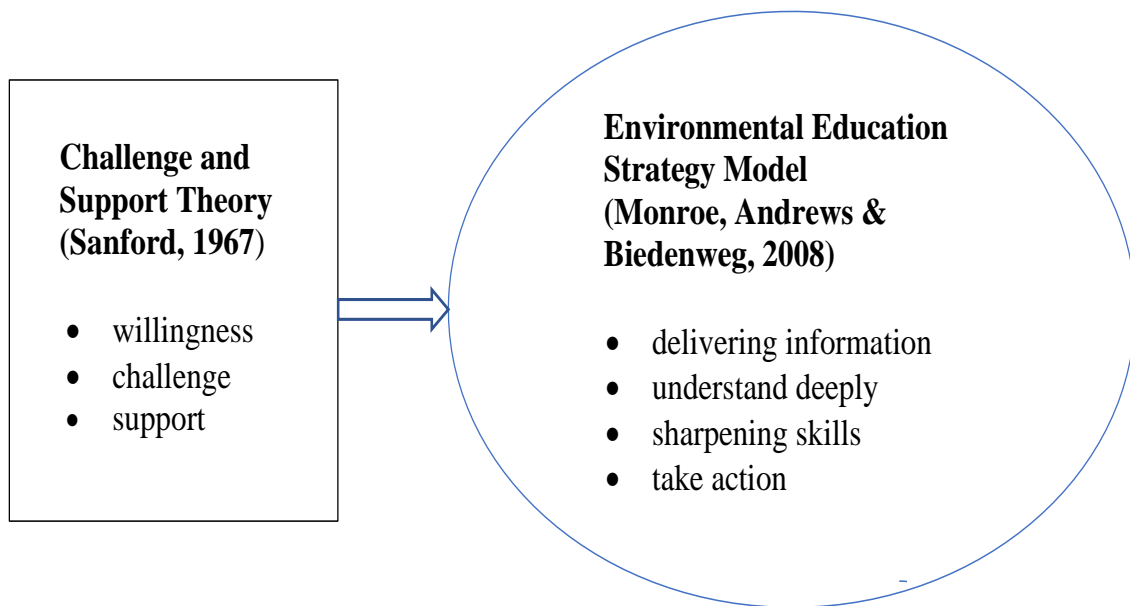 Challenge and
Support Theory
(Sanford, 1967)
• willingness
• challenge
• support
Environmental Education
Strategy Model
(Monroe, Andrews &
Biedenweg, 2008)
• delivering information
• understand deeply
• sharpening skills
• take action